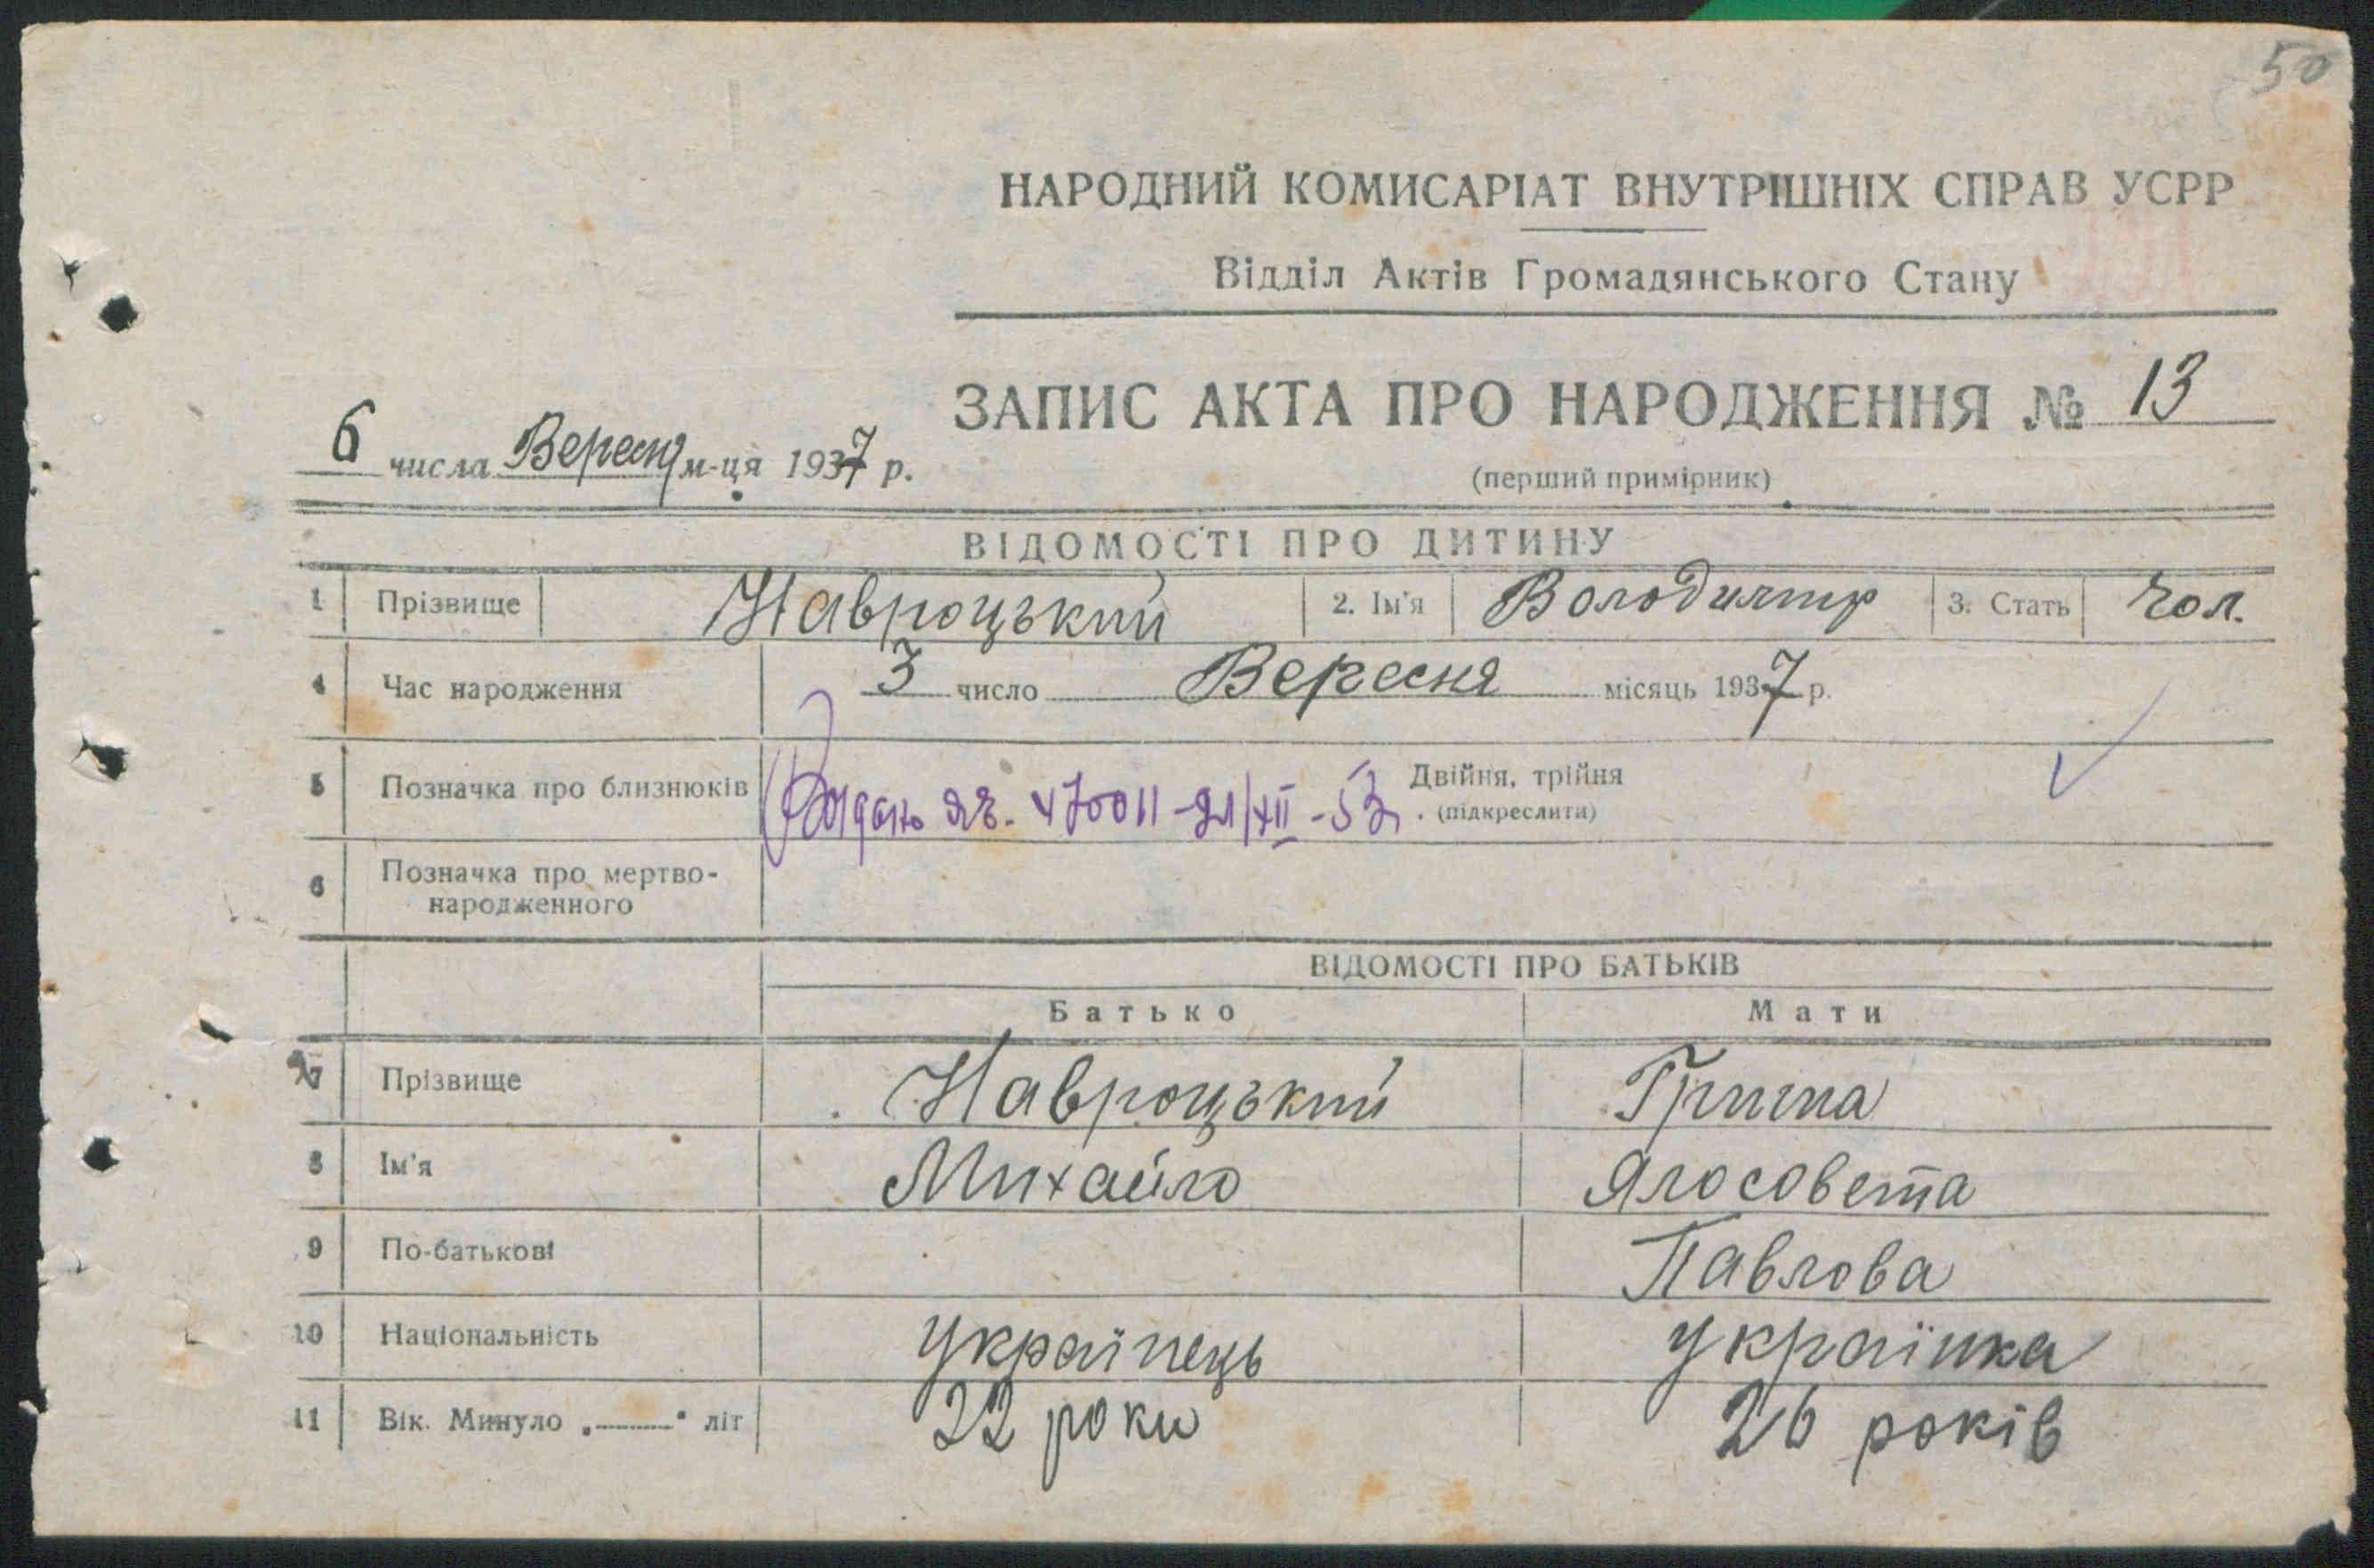 50
НАРОДНИЙ КОМИСАРІАТ ВНУТРІШНІХ СПРАВ УСРР
Відділ Актів Громадянського Стану
ЗАПИС АКТА ПРО НАРОДЖЕННЯ № 13
6 числа Вересня м-ця 1937 р.
(перший примірник)
ВІДОМОСТІ ПРО ДИТИНУ
1 Прізвище Навроцький 2. Ім'я Володимир 3. Стать Чол.
4 Час народження 3 число Вересня місяць 1937 р.
5 Позначка про близнюків Двійня, трійня
(підкреслити)
6 Позначка про мертво-
народженного
ВІДОМОСТІ ПРО БАТЬКІВ
Батько Мати
7 Прізвище Навроцький
8 Ім'я Михайло Ялосовета
9 По-батькові Павлова
10 Національність Українець Українка
11 Вік. Минуло „ “ літ 22 роки 26 років